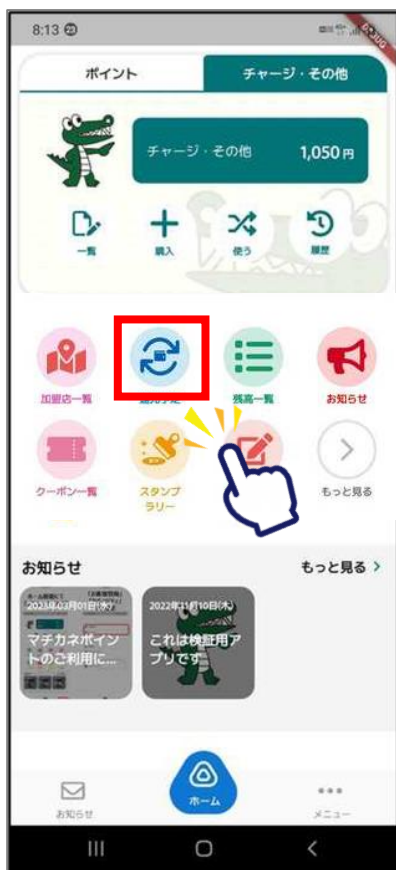 8:13
ポイント
チャージ・その他
チャージ・その他
1,050 円
一覧
購入
使う
履歴
加盟店一覧
残高一覧
お知らせ
クーポン一覧
スタンプ
ラリー
もっと見る
お知らせ
もっと見る
2023年03月01日(水)
マチカネポイン
トのご利用に...
2022年11月10日(木)
これは検証用ア
プリです
お知らせ
ホーム
メニュー